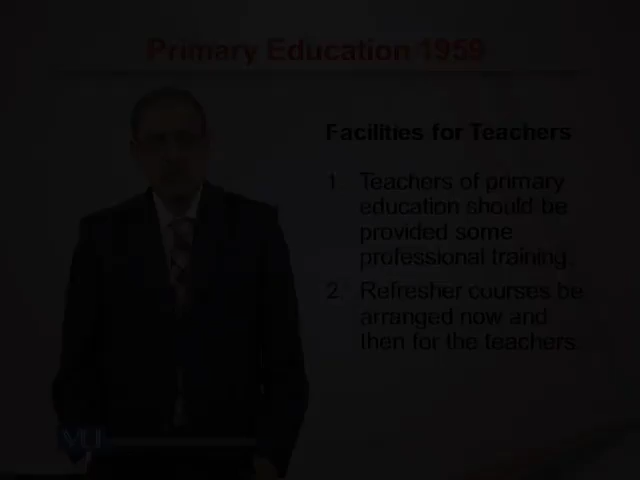 Primary Education 1959
Facilities for Teachers
1 Teachers of primary
education should be
provided some
professional training
2. Refresher courses be
arranged now and
then for the teachers
VU